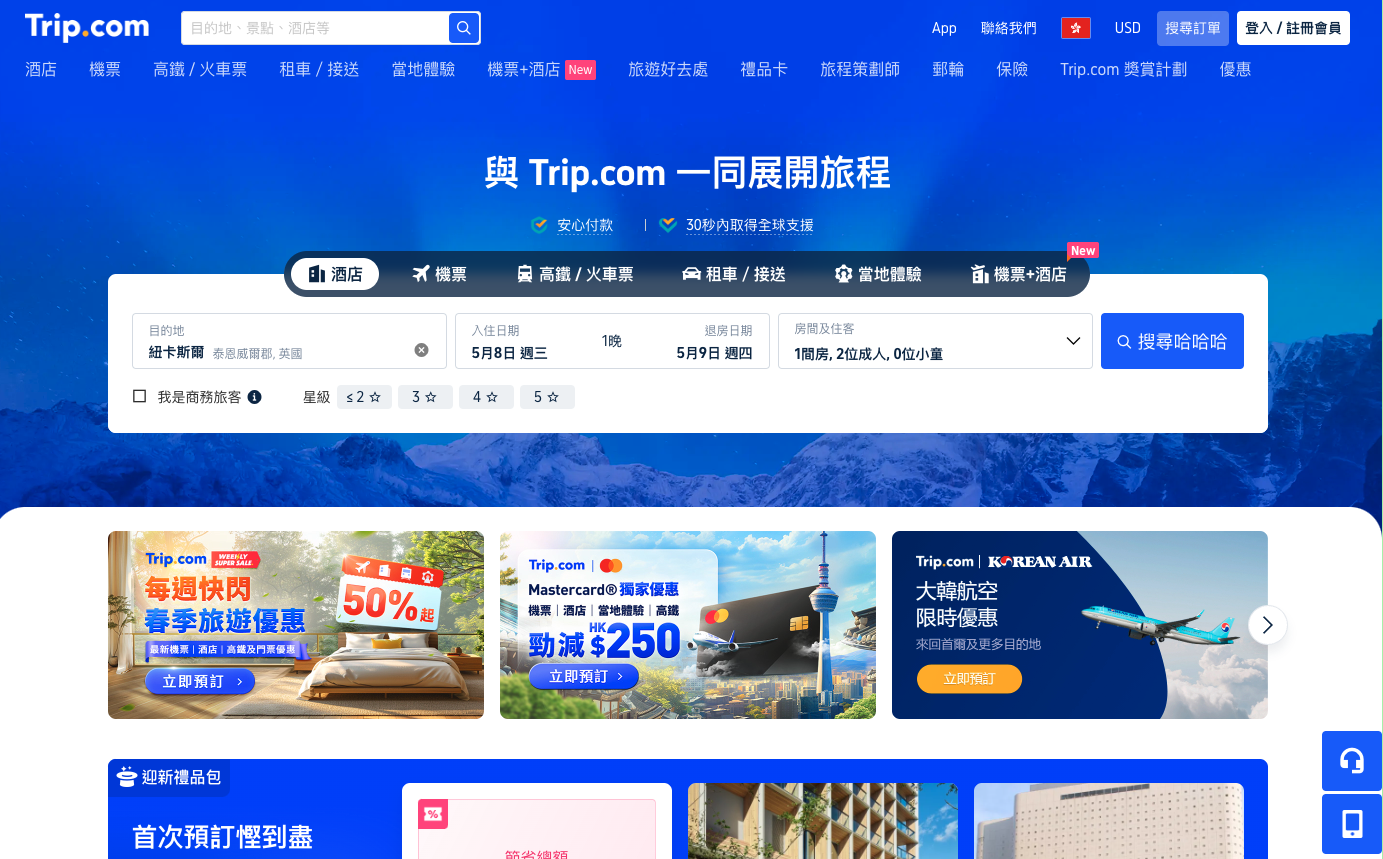 Trip.com
目的地、景點、酒店等
App
聯絡我們
USD
搜尋訂單
登入 / 註冊會員
酒店
機票
高鐵 / 火車票
租車 / 接送
當地體驗
機票+酒店 New
旅遊好去處
禮品卡
旅程策劃師
郵輪
保險
Trip.com 獎賞計劃
優惠
與 Trip.com 一同展開旅程
安心付款
30秒內取得全球支援
酒店
機票
高鐵 / 火車票
租車 / 接送
當地體驗
機票+酒店
New
目的地
紐卡斯爾 泰恩威爾郡, 英國
入住日期
5月8日 週三
1晚
退房日期
5月9日 週四
房間及住客
1間房, 2位成人, 0位小童
搜尋哈哈哈
我是商務旅客
星級
≤ 2
3
4
5
Trip.com WEEKLY SUPER SALE
每週快閃
春季旅遊優惠
最新機票 | 酒店 | 高鐵及門票優惠
立即預訂
50%起
Trip.com
Mastercard® 獨家優惠
機票 | 酒店 | 當地體驗 | 高鐵
勁減 HK$250
立即預訂
Trip.com | KOREAN AIR
大韓航空
限時優惠
來回首爾及更多目的地
立即預訂
迎新禮品包
首次預訂慳到盡
節省總額